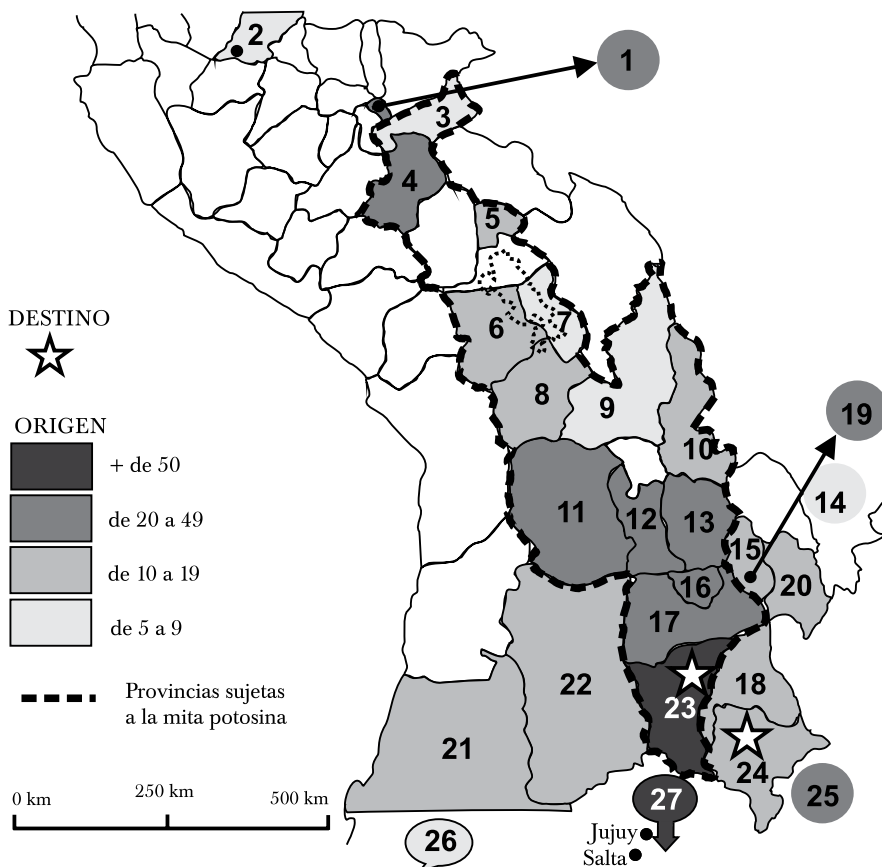 2
1
3
4
5
DESTINO
6
7
8
9
ORIGEN
+ de 50
de 20 a 49
de 10 a 19
de 5 a 9
10
19
14
11
12
13
15
16
20
17
Provincias sujetas
a la mita potosina
22
18
23
21
24
0 km
250 km
500 km
27
25
26
Jujuy
Salta